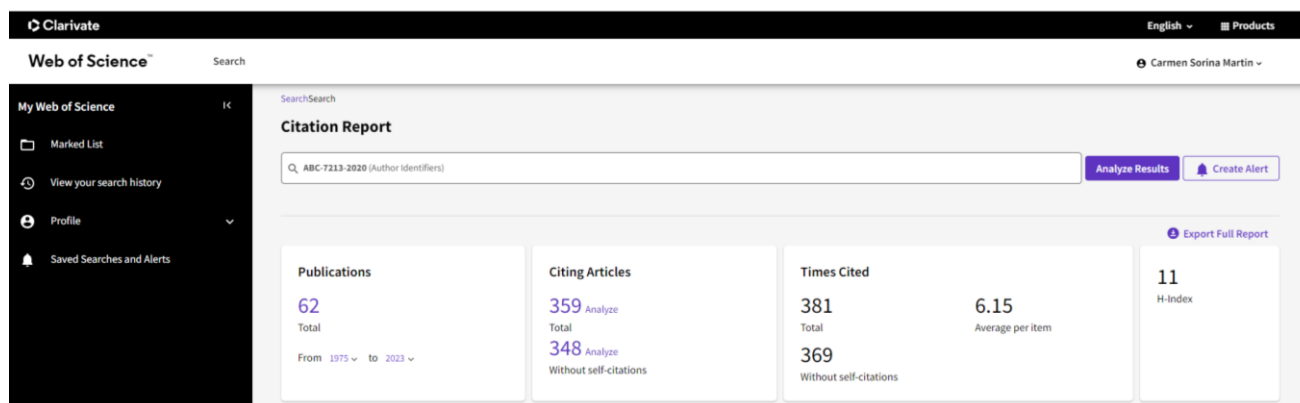 Clarivate
English
Products
Web of Science™
Search
Carmen Sorina Martin
My Web of Science
Marked List
View your search history
Profile
Saved Searches and Alerts
SearchSearch
Citation Report
ABC-7213-2020 (Author Identifiers)
Analyze Results
Create Alert
Export Full Report
Publications
62
Total
From 1975 to 2023
Citing Articles
359 Analyze
Total
348 Analyze
Without self-citations
Times Cited
381
Total
369
Without self-citations
6.15
Average per item
11
H-Index